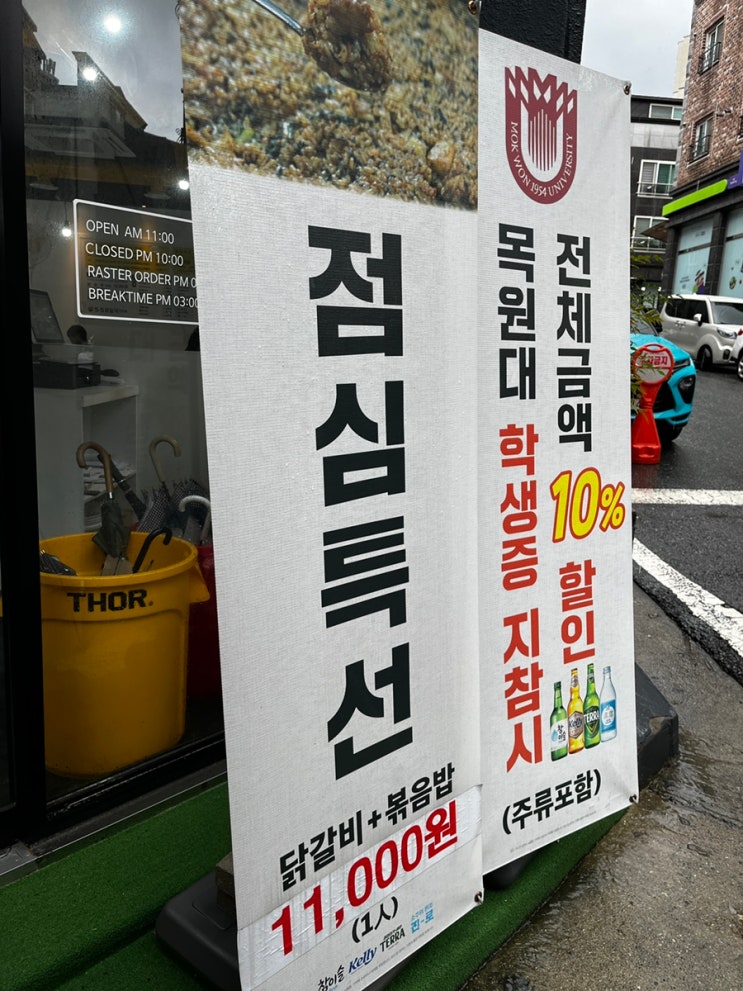 OPEN AM 11:00
CLOSED PM 10:00
RASTER ORDER PM
BREAKTIME PM 03:00
THOR.
점심특선
닭갈비+볶음밥
11,000원
(1人)
참이슬 Kelly TERRA 진로
MOK WON 1954 UNIVERSITY
전체금액 10% 할인
목원대 학생증 지참시
(주류포함)
Kelly
TERRA